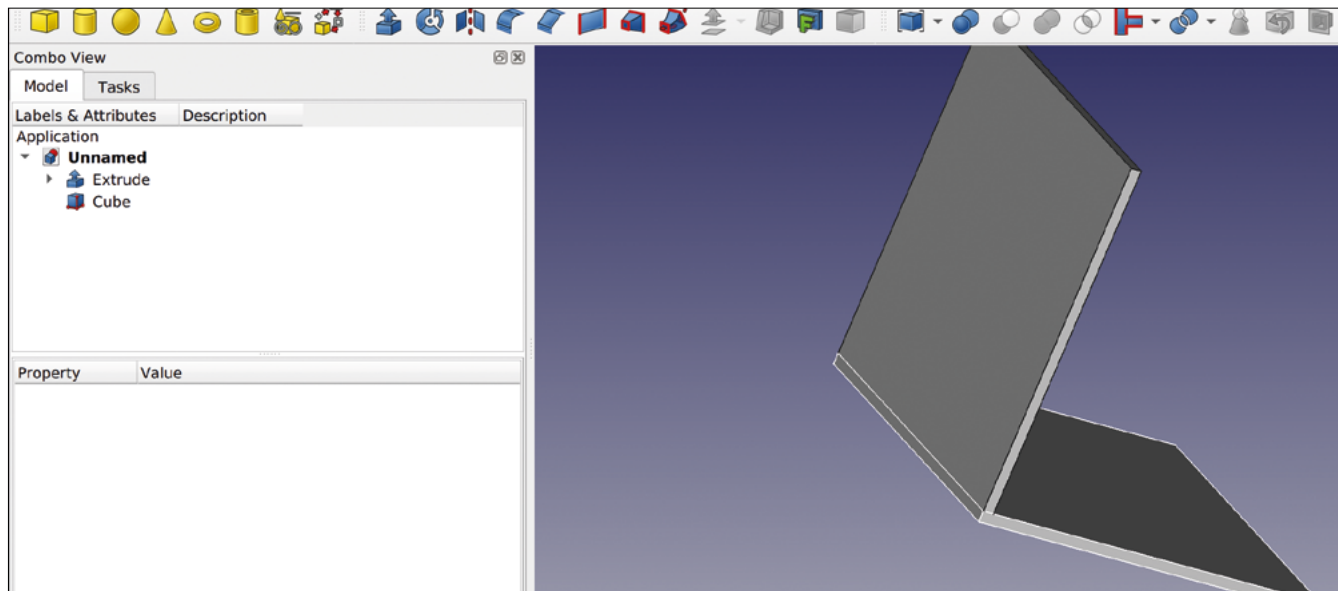 Combo View
Model Tasks
Labels & Attributes Description
Application
Unnamed
Extrude
Cube
Property Value